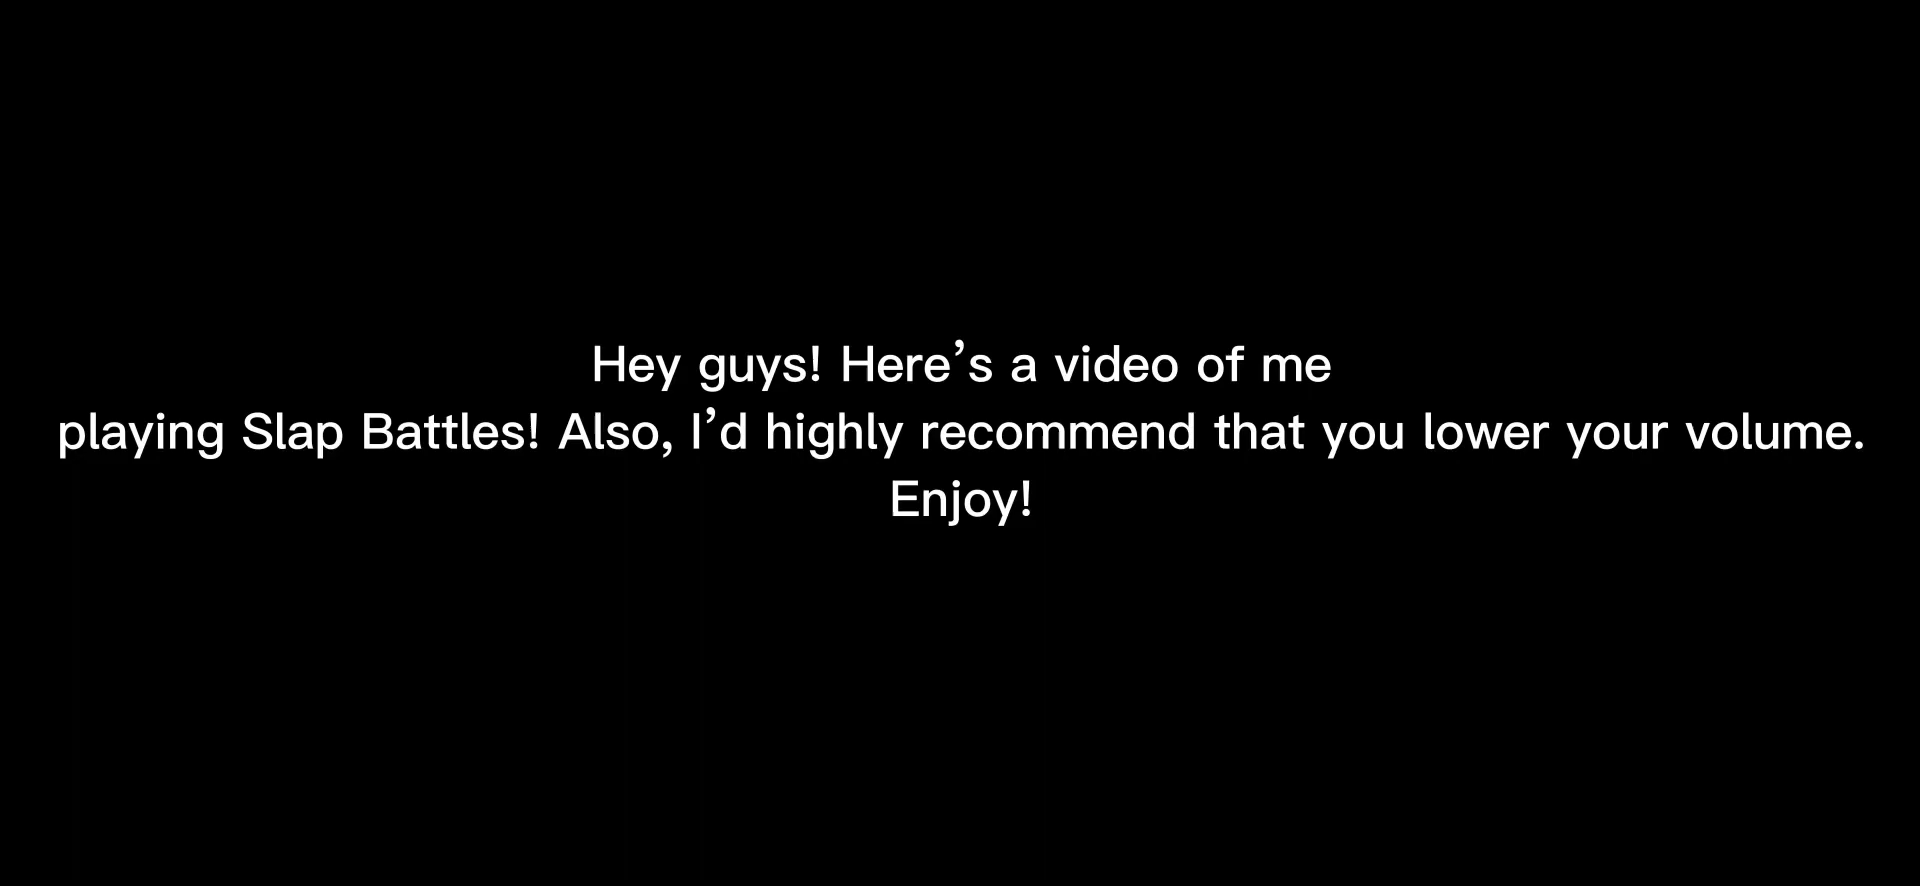 Hey guys! Here’s a video of me
playing Slap Battles! Also, I’d highly recommend that you lower your volume.
Enjoy!